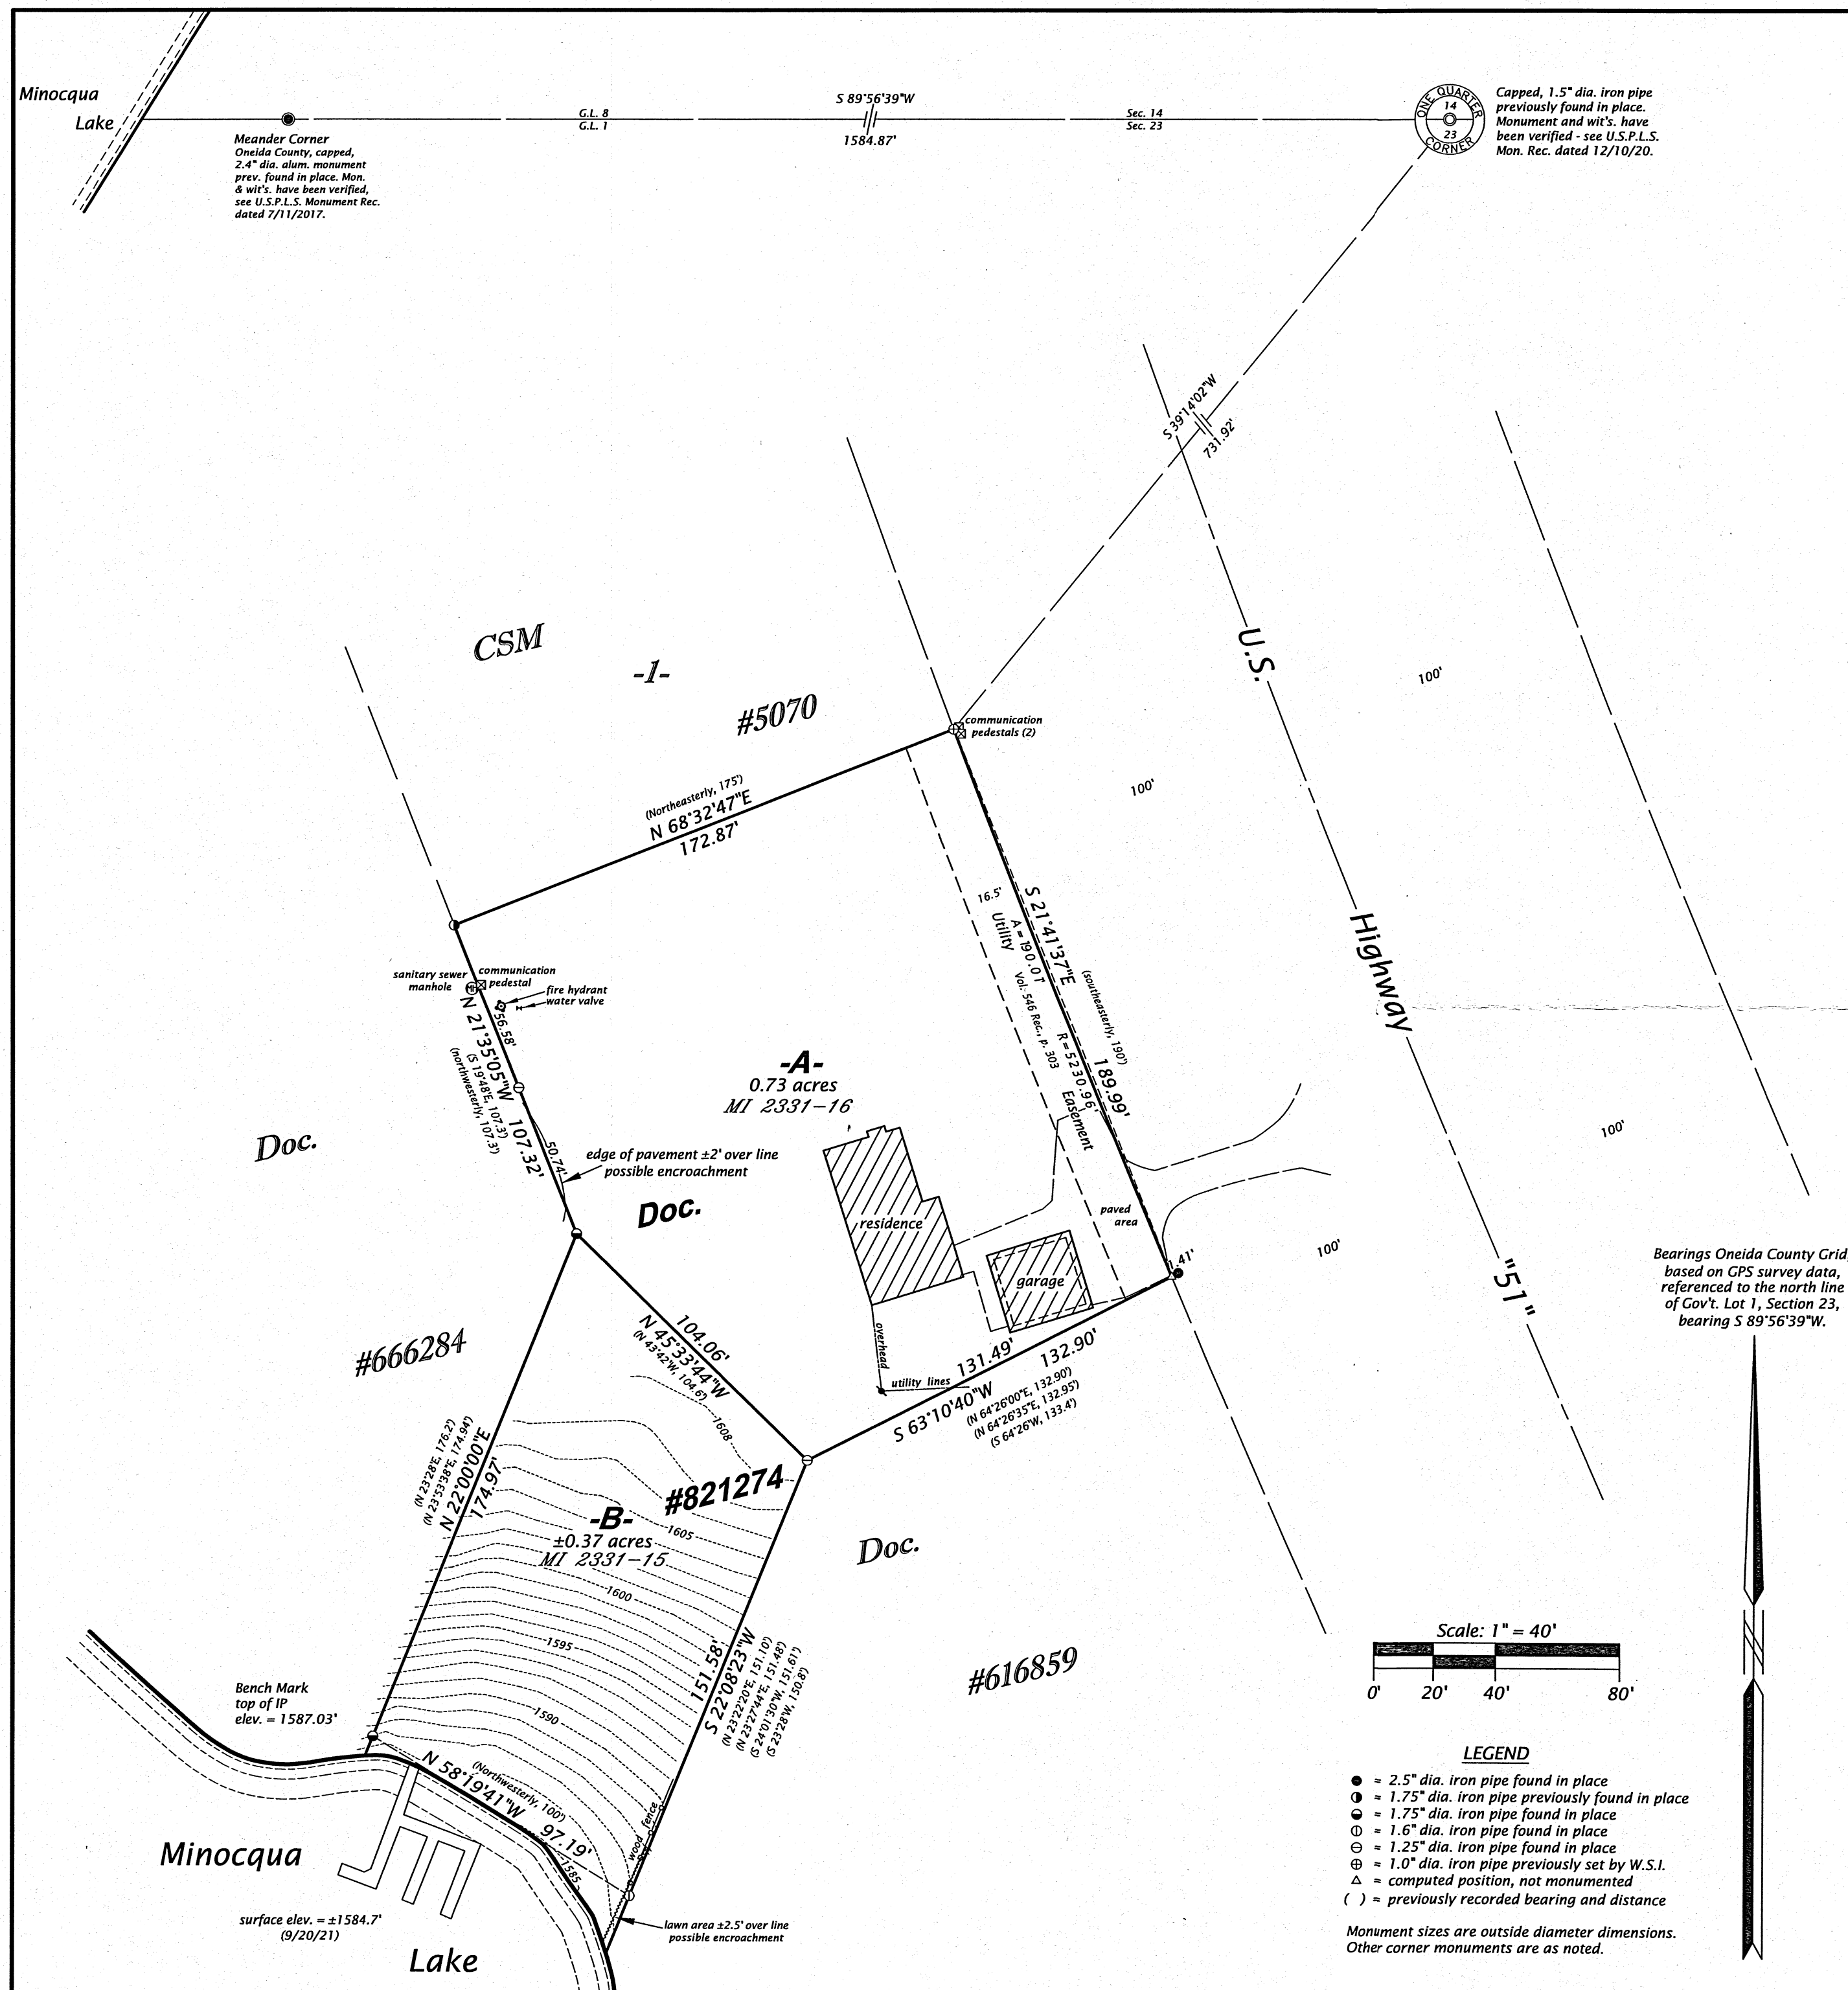 Minocqua
Lake
Meander Corner
Oneida County, capped,
2.4" dia. alum. monument
prev. found in place. Mon.
& wit's. have been verified,
see U.S.P.L.S. Monument Rec.
dated 7/11/2017.
G.L. 8
G.L. 1
S 89°56'39"W
1584.87'
Sec. 14
Sec. 23
ONE QUARTER
14
23
CORNER
Capped, 1.5" dia. iron pipe
previously found in place.
Monument and wit's. have
been verified - see U.S.P.L.S.
Mon. Rec. dated 12/10/20.
S 39°14'02"W
731.92'
U.S.
Highway
"51"
100'
100'
100'
100'
CSM
-1-
#5070
communication
pedestals (2)
(Northeasterly, 175')
N 68°32'47"E
172.87'
16.5'
Utility
Easement
Vol. 546 Rec., p. 303
S 21°41'37"E
189.99'
A = 190.01'
R = 5230.96'
(southeasterly, 190')
sanitary sewer
manhole
communication
pedestal
fire hydrant
water valve
56.58'
N 21°35'05"W
107.32'
(S 19°48'E, 107.3')
(northwesterly, 107.3')
50.74'
edge of pavement ±2' over line
possible encroachment
-A-
0.73 acres
MI 2331-16
Doc.
Doc.
residence
garage
paved
area
.41'
overhead
utility lines
131.49'
132.90'
S 63°10'40"W
(N 64°26'00"E, 132.90')
(N 64°26'35"E, 132.95')
(S 64°26'W, 133.4')
Bearings Oneida County Grid,
based on GPS survey data,
referenced to the north line
of Gov't. Lot 1, Section 23,
bearing S 89°56'39"W.
#666284
104.06'
N 45°33'44"W
(N 43°42'W, 104.6')
1608
(N 23°28'E, 176.2')
(N 23°53'38"E, 174.94')
N 22°00'00"E
174.97'
#821274
-B-
±0.37 acres
MI 2331-15
1605
1600
1595
1590
1585
Doc.
#616859
151.58'
S 22°08'23"W
(N 23°22'20"E, 151.10')
(N 23°27'44"E, 151.48')
(S 24°01'30"W, 151.61')
(S 23°28'W, 150.8')
Bench Mark
top of IP
elev. = 1587.03'
(Northwesterly, 100')
N 58°19'41"W
97.19'
wood fence
Minocqua
surface elev. = ±1584.7'
(9/20/21)
Lake
lawn area ±2.5' over line
possible encroachment
Scale: 1" = 40'
0' 20' 40' 80'
LEGEND
= 2.5" dia. iron pipe found in place
= 1.75" dia. iron pipe previously found in place
= 1.75" dia. iron pipe found in place
= 1.6" dia. iron pipe found in place
= 1.25" dia. iron pipe found in place
= 1.0" dia. iron pipe previously set by W.S.I.
= computed position, not monumented
( ) = previously recorded bearing and distance
Monument sizes are outside diameter dimensions.
Other corner monuments are as noted.